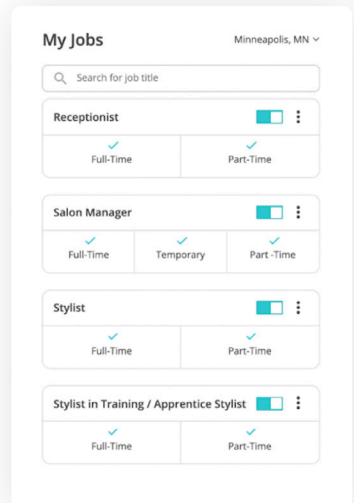 My Jobs Minneapolis, MN
Search for job title
Receptionist
Full-Time Part-Time
Salon Manager
Full-Time Temporary Part -Time
Stylist
Full-Time Part-Time
Stylist in Training / Apprentice Stylist
Full-Time Part-Time